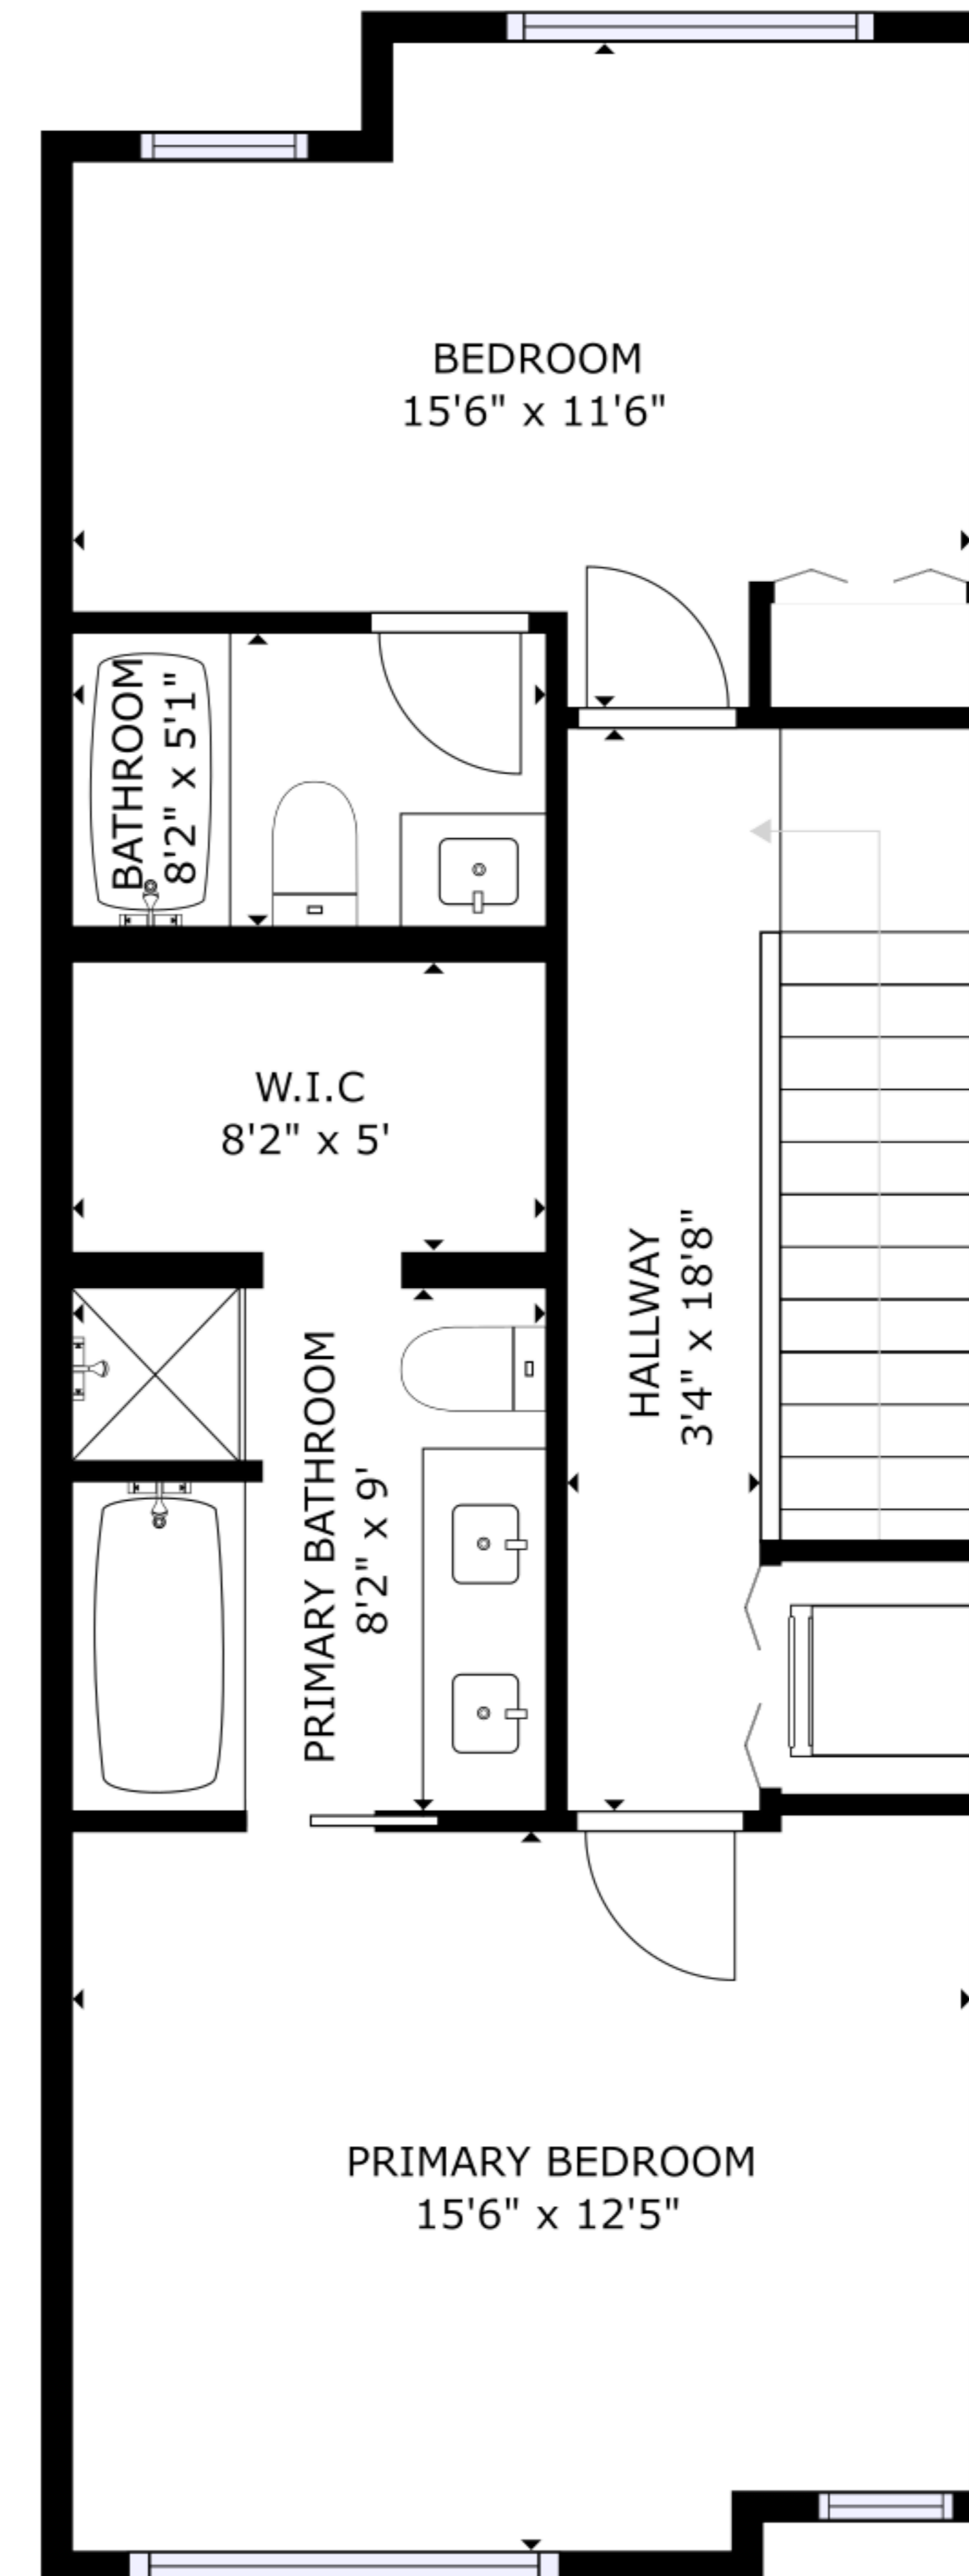 BEDROOM
15'6" x 11'6"
BATHROOM
8'2" x 5'1"
W.I.C
8'2" x 5'
HALLWAY
3'4" x 18'8"
PRIMARY BATHROOM
8'2" x 9'
PRIMARY BEDROOM
15'6" x 12'5"